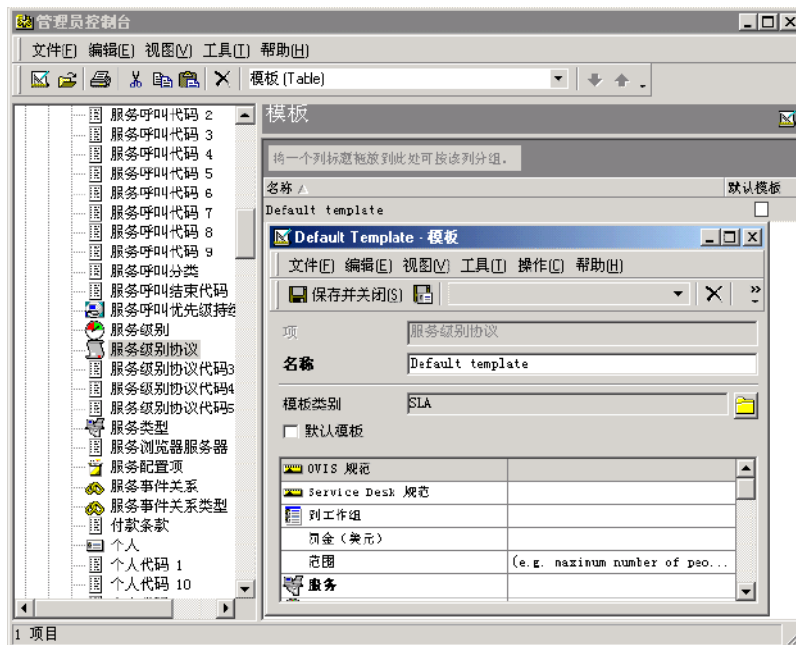 管理员控制台
文件(F) 编辑(E) 视图(V) 工具(T) 帮助(H)
模板 (Table)
服务呼叫代码 2
服务呼叫代码 3
服务呼叫代码 4
服务呼叫代码 5
服务呼叫代码 6
服务呼叫代码 7
服务呼叫代码 8
服务呼叫代码 9
服务呼叫分类
服务呼叫结束代码
服务呼叫优先级持续
服务级别
服务级别协议
服务级别协议代码3
服务级别协议代码4
服务级别协议代码5
服务类型
服务浏览器服务器
服务配置项
服务事件关系
服务事件关系类型
付款条款
个人
个人代码 1
个人代码 10
模板
将一个列标题拖放到此处可按该列分组.
名称 默认模板
Default template
Default Template - 模板
文件(F) 编辑(E) 视图(V) 工具(T) 操作(C) 帮助(H)
保存并关闭(S)
项 服务级别协议
名称 Default template
模板类别 SLA
默认模板
OVIS 规范
Service Desk 规范
到工作组
罚金（美元）
范围 (e.g. maximum number of peo...
服务
1 项目